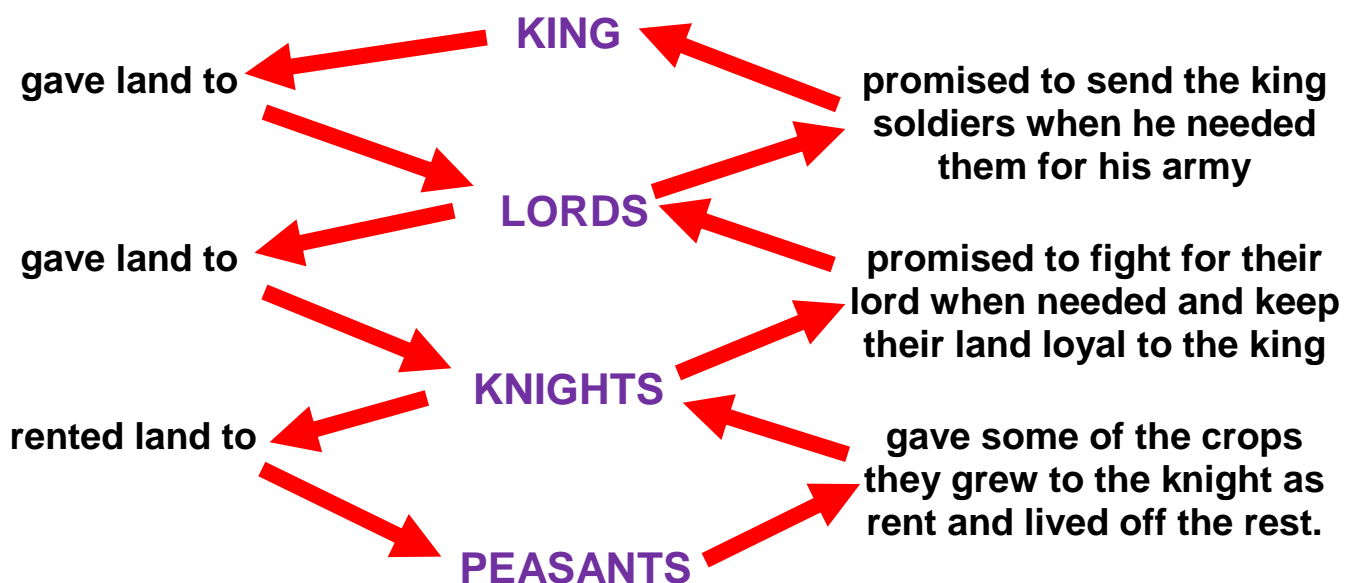 KING
gave land to
promised to send the king
soldiers when he needed
them for his army
LORDS
gave land to
promised to fight for their
lord when needed and keep
their land loyal to the king
KNIGHTS
rented land to
gave some of the crops
they grew to the knight as
rent and lived off the rest.
PEASANTS